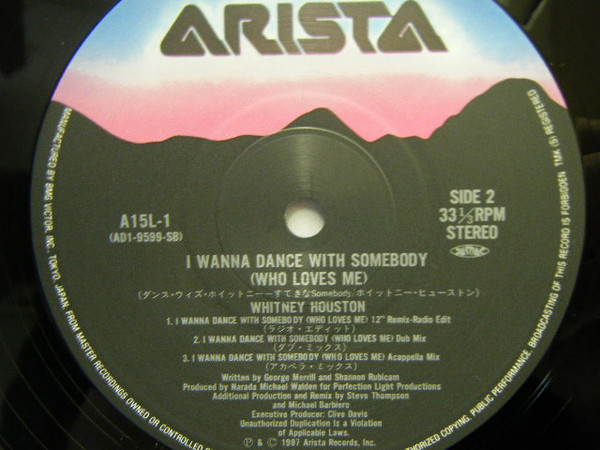 ARISTA
A15L-1
(AD1-9599-SB)
SIDE 2
33 1/3 RPM
STEREO
I WANNA DANCE WITH SOMEBODY
(WHO LOVES ME)
(ダンス・ウィズ・ホイットニー―すてきなSomebody/ホイットニー・ヒューストン)
WHITNEY HOUSTON
1. I WANNA DANCE WITH SOMEBODY (WHO LOVES ME) 12" Remix-Radio Edit
(ラジオ・エディット)
2. I WANNA DANCE WITH SOMEBODY (WHO LOVES ME) Dub Mix
(ダブ・ミックス)
3. I WANNA DANCE WITH SOMEBODY (WHO LOVES ME) Acappella Mix
(アカペラ・ミックス)
Written by George Merrill and Shannon Rubicam
Produced by Narada Michael Walden for Perfection Light Productions
Additional Production and Remix by Steve Thompson
and Michael Barbiero
Executive Producer: Clive Davis
Unauthorized Duplication is a Violation
of Applicable Laws.
℗ & © 1987 Arista Records, Inc.
MANUFACTURED BY BMG VICTOR, INC., TOKYO, JAPAN, FROM MASTER RECORDINGS OWNED OR CONTROLLED B
THORIZED COPYING, PUBLIC PERFORMANCE, BROADCASTING OF THIS RECORD IS FORBIDDEN TMK (S) REGISTERED